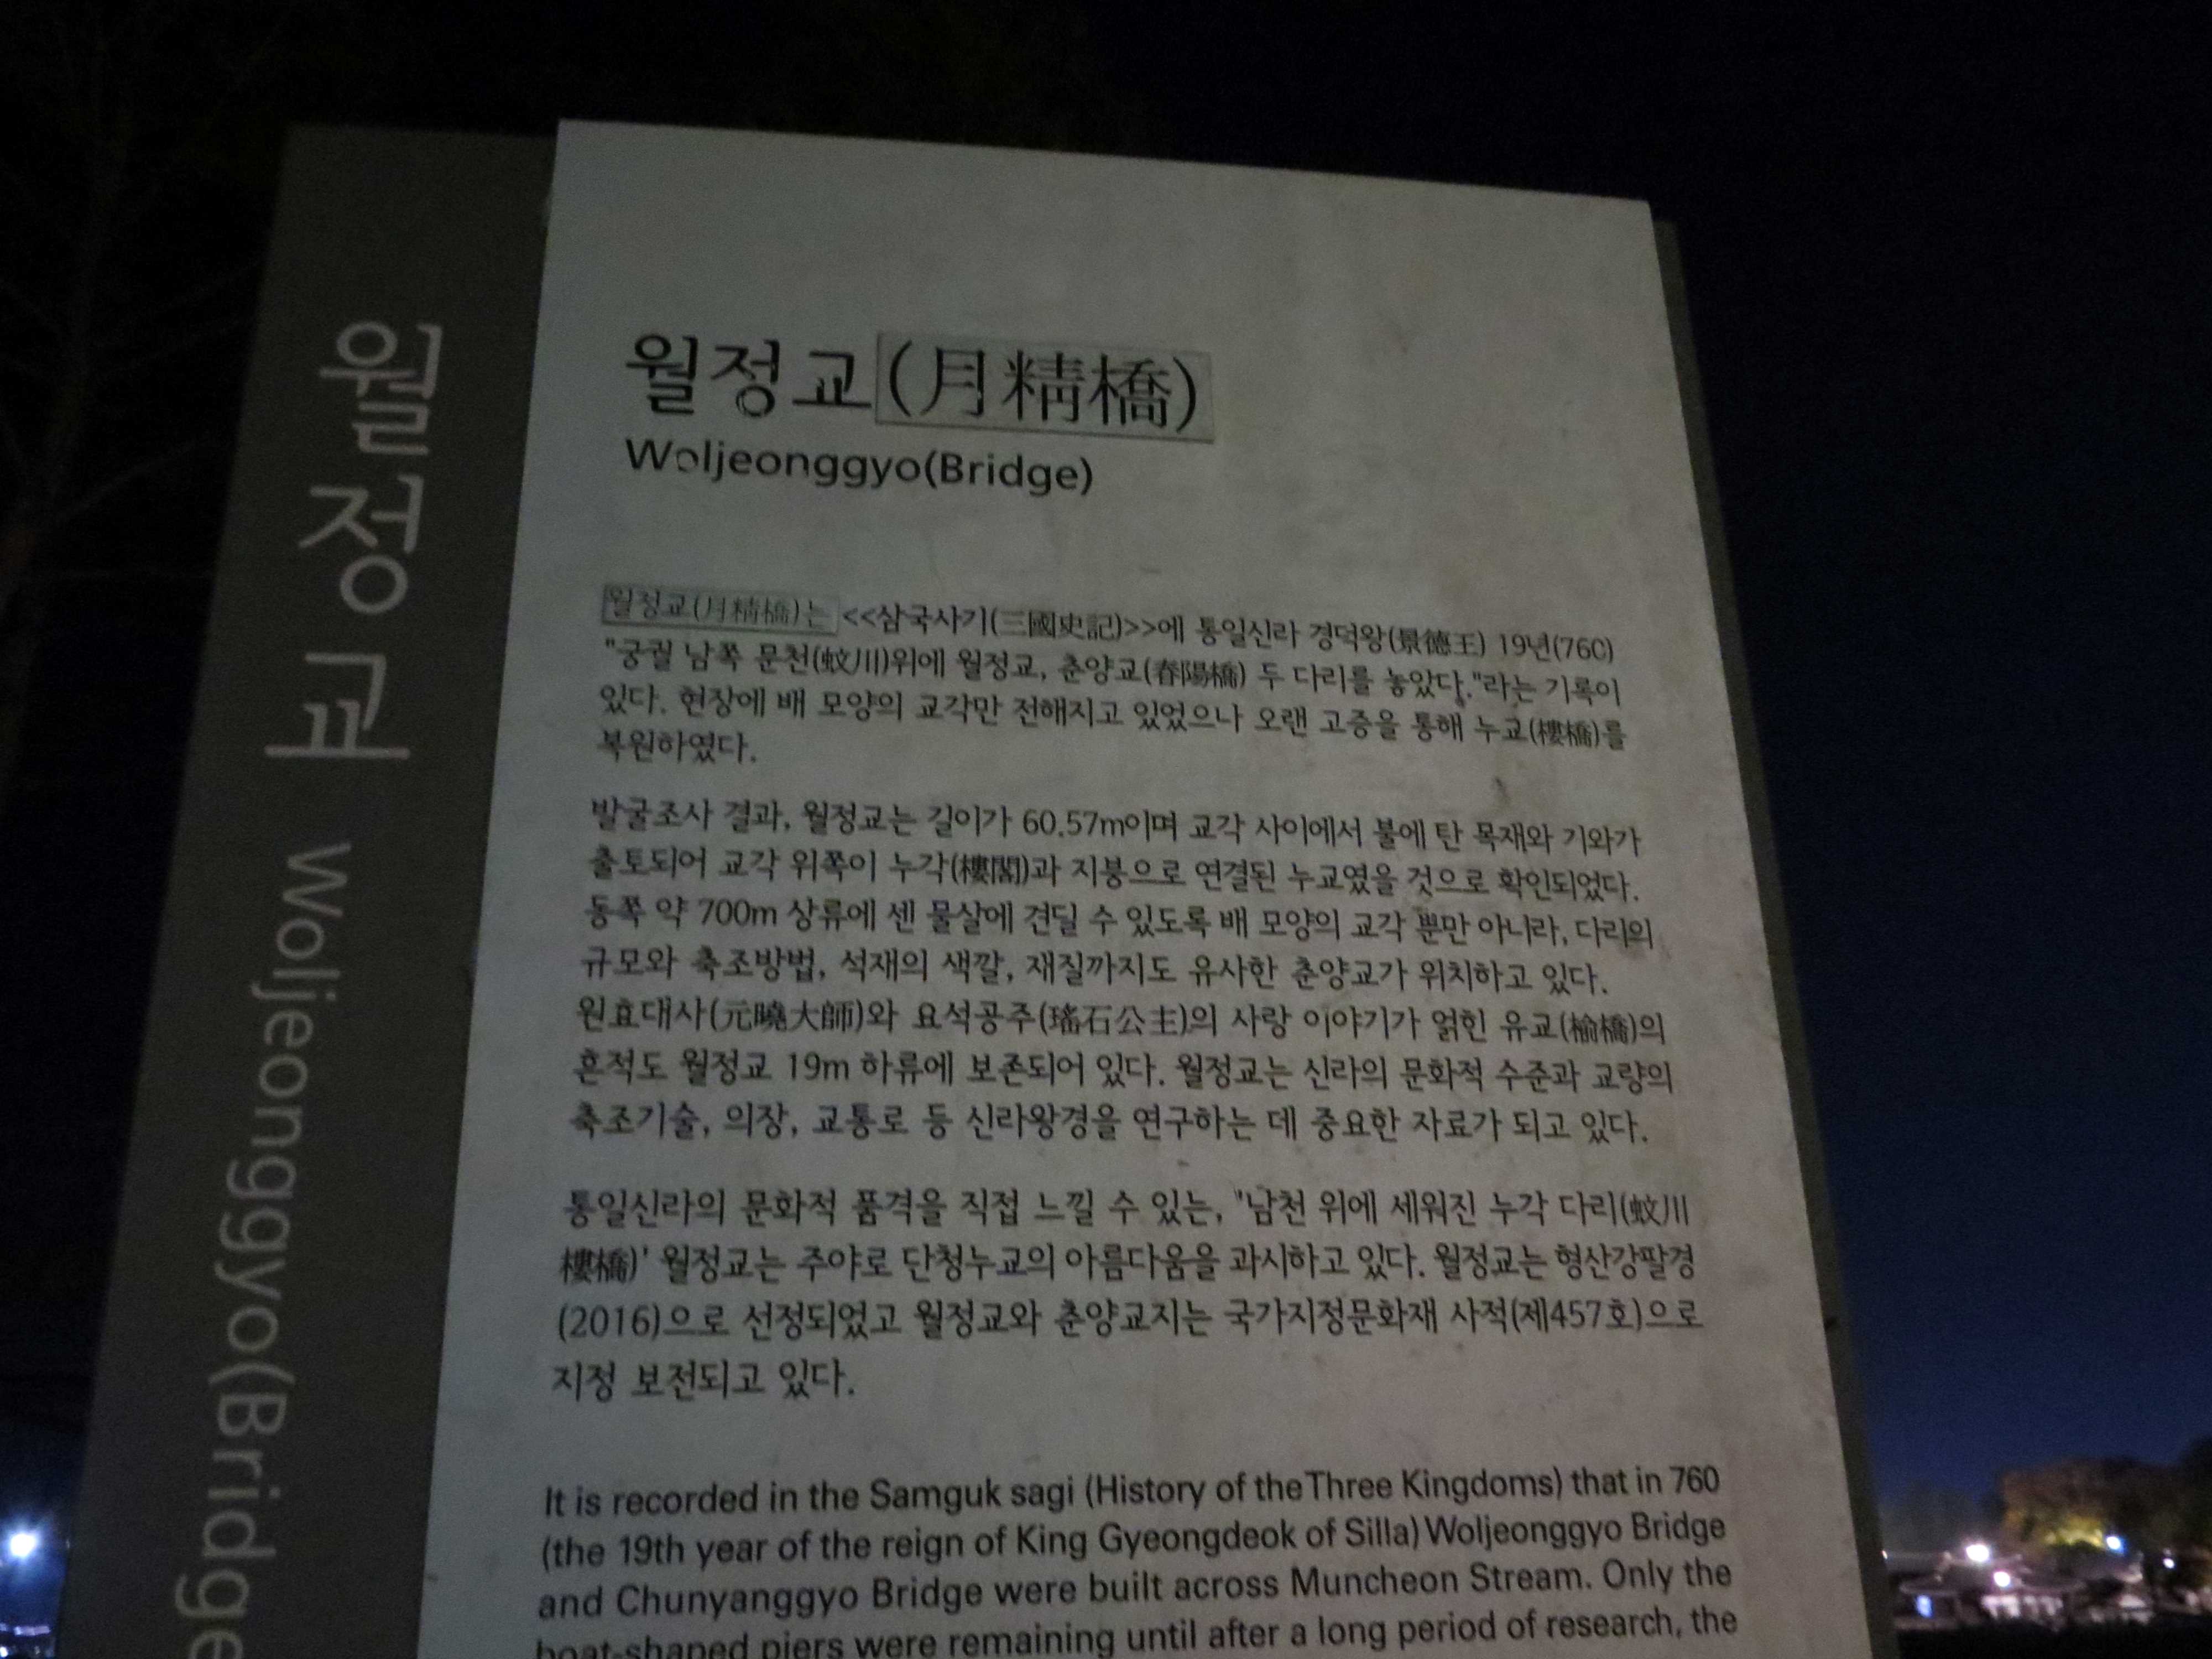 월정교 Woljeonggyo(Bridge
월정교(月精橋)
Woljeonggyo(Bridge)
월정교(月精橋)는 <<삼국사기(三國史記)>>에 통일신라 경덕왕(景德王) 19년(760)
"궁궐 남쪽 문천(蚊川)위에 월정교, 춘양교(春陽橋) 두 다리를 놓았다."라는 기록이
있다. 현장에 배 모양의 교각만 전해지고 있었으나 오랜 고증을 통해 누교(樓橋)를
복원하였다.
발굴조사 결과, 월정교는 길이가 60.57m이며 교각 사이에서 불에 탄 목재와 기와가
출토되어 교각 위쪽이 누각(樓閣)과 지붕으로 연결된 누교였을 것으로 확인되었다.
동쪽 약 700m 상류에 센 물살에 견딜 수 있도록 배 모양의 교각 뿐만 아니라, 다리의
규모와 축조방법, 석재의 색깔, 재질까지도 유사한 춘양교가 위치하고 있다.
원효대사(元曉大師)와 요석공주(瑤石公主)의 사랑 이야기가 얽힌 유교(楡橋)의
흔적도 월정교 19m 하류에 보존되어 있다. 월정교는 신라의 문화적 수준과 교량의
축조기술, 의장, 교통로 등 신라왕경을 연구하는 데 중요한 자료가 되고 있다.
통일신라의 문화적 품격을 직접 느낄 수 있는, '남천 위에 세워진 누각 다리(蚊川
樓橋)' 월정교는 주야로 단청누교의 아름다움을 과시하고 있다. 월정교는 형산강팔경
(2016)으로 선정되었고 월정교와 춘양교지는 국가지정문화재 사적(제457호)으로
지정 보전되고 있다.
It is recorded in the Samguk sagi (History of the Three Kingdoms) that in 760
(the 19th year of the reign of King Gyeongdeok of Silla) Woljeonggyo Bridge
and Chunyanggyo Bridge were built across Muncheon Stream. Only the
boat-shaped piers were remaining until after a long period of research, the